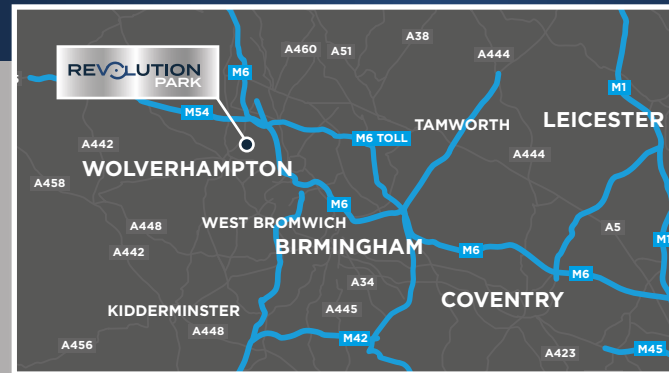 A460
A51
A38
A444
REVOLUTION
PARK
M6
M1
M54
A442
M6 TOLL
TAMWORTH
LEICESTER
A444
WOLVERHAMPTON
A458
M6
A448
WEST BROMWICH
A5
A442
BIRMINGHAM
M6
M1
M6
A34
COVENTRY
KIDDERMINSTER
A445
A448
M42
A456
A423
M45